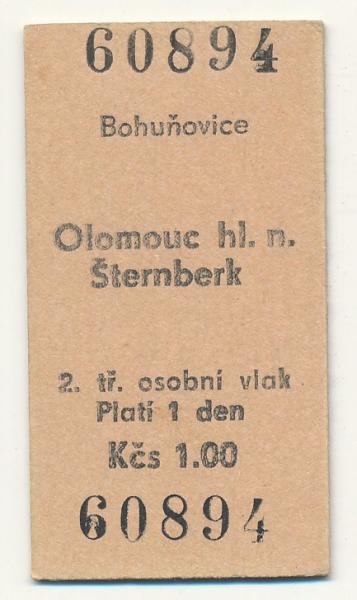 60894
Bohuňovice
Olomouc hl. n.
Šternberk
2. tř. osobní vlak
Platí 1 den
Kčs 1.00
60894